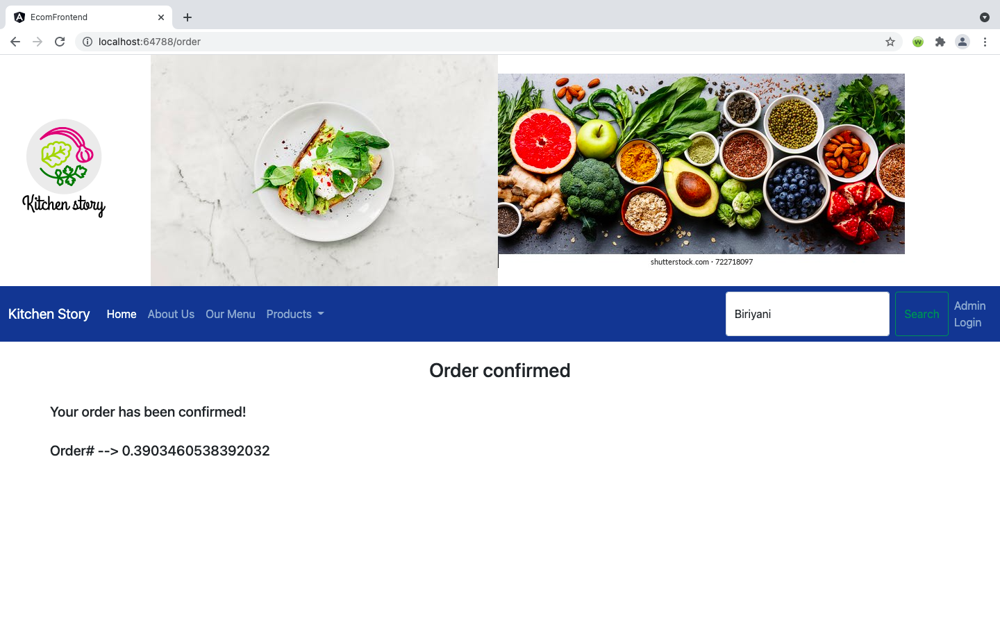 EcomFrontend
localhost:64788/order
Kitchen story
shutterstock.com · 722718097
Kitchen Story Home About Us Our Menu Products Biriyani Search Admin
Login
Order confirmed
Your order has been confirmed!
Order# --> 0.3903460538392032